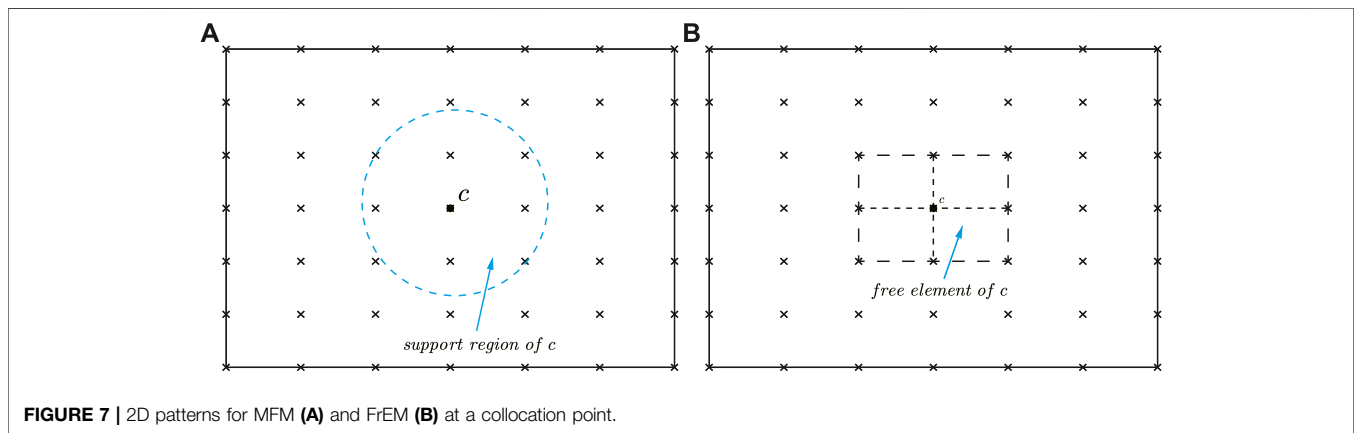 A
B
c
c
free element of c
support region of c
FIGURE 7 | 2D patterns for MFM (A) and FrEM (B) at a collocation point.